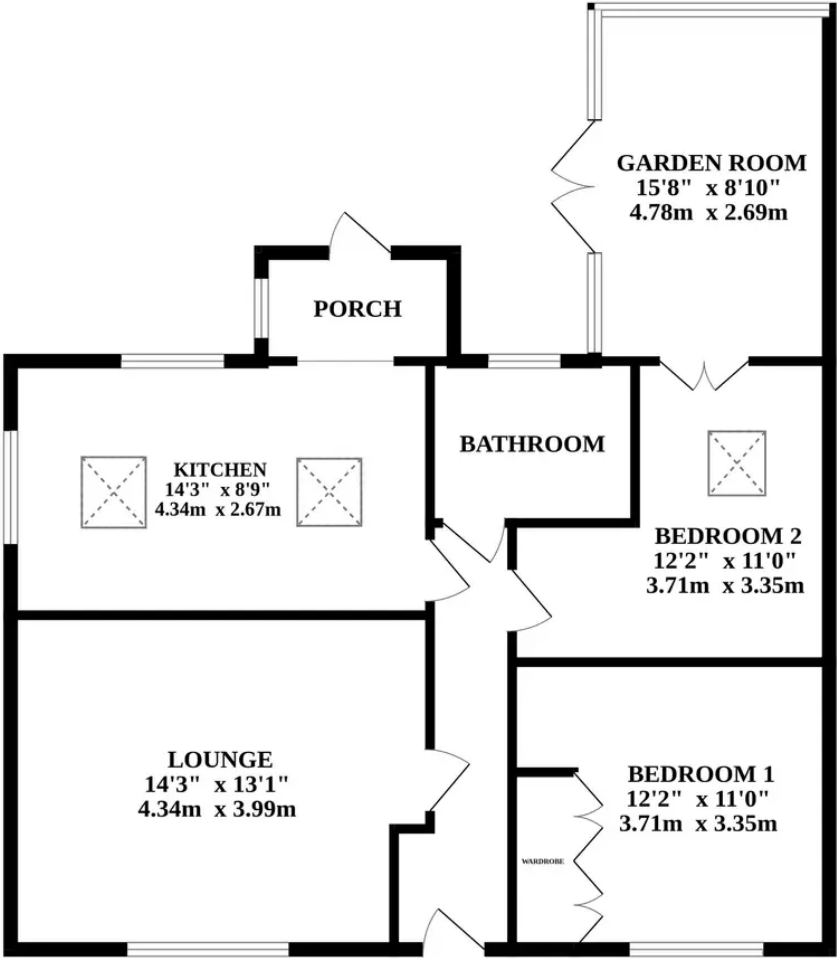 GARDEN ROOM
15'8" x 8'10"
4.78m x 2.69m
PORCH
KITCHEN
14'3" x 8'9"
4.34m x 2.67m
BATHROOM
BEDROOM 2
12'2" x 11'0"
3.71m x 3.35m
LOUNGE
14'3" x 13'1"
4.34m x 3.99m
BEDROOM 1
12'2" x 11'0"
3.71m x 3.35m
WARDROBE